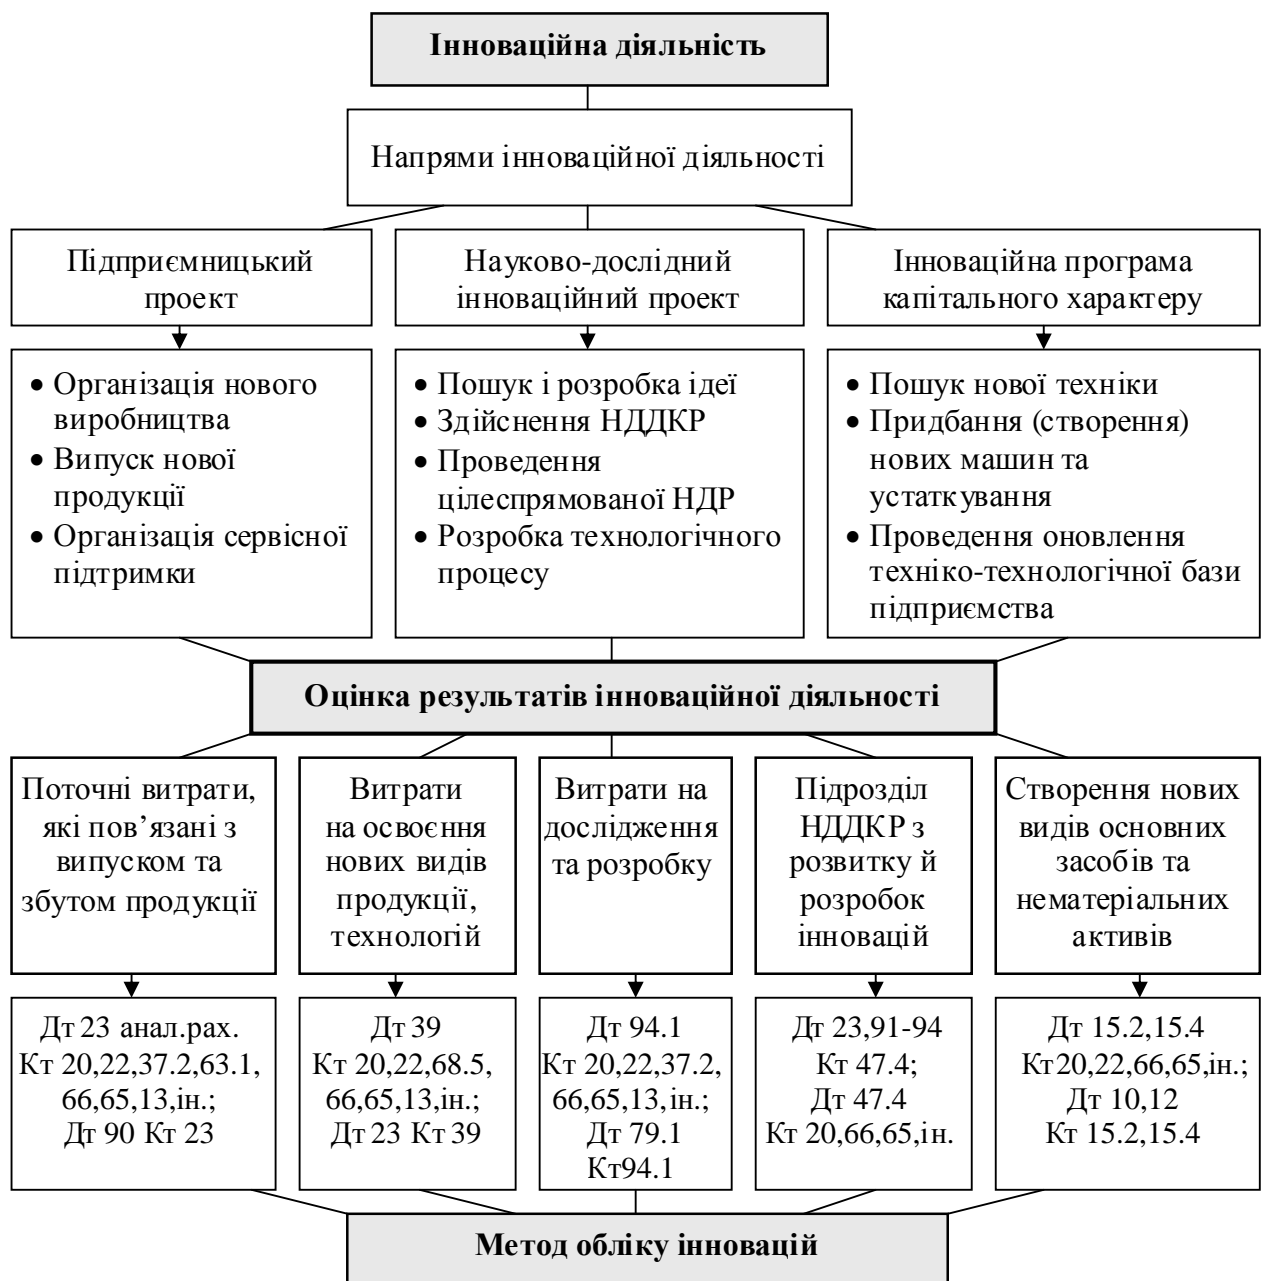 Інноваційна діяльність
Напрями інноваційної діяльності
Підприємницький
проект
Науково-дослідний
інноваційний проект
Інноваційна програма
капітального характеру
• Організація нового
виробництва
• Випуск нової
продукції
• Організація сервісної
підтримки
• Пошук і розробка ідеї
• Здійснення НДДКР
• Проведення
цілеспрямованої НДР
• Розробка технологічного
процесу
• Пошук нової техніки
• Придбання (створення)
нових машин та
устаткування
• Проведення оновлення
техніко-технологічної бази
підприємства
Оцінка результатів інноваційної діяльності
Поточні витрати,
які пов’язані з
випуском та
збутом продукції
Витрати
на освоєння
нових видів
продукції,
технологій
Витрати на
дослідження
та розробку
Підрозділ
НДДКР з
розвитку й
розробок
інновацій
Створення нових
видів основних
засобів та
нематеріальних
активів
Дт 23 анал.рах.
Кт 20,22,37.2,63.1,
66,65,13,ін.;
Дт 90 Кт 23
Дт 39
Кт 20,22,68.5,
66,65,13,ін.;
Дт 23 Кт 39
Дт 94.1
Кт 20,22,37.2,
66,65,13,ін.;
Дт 79.1
Кт94.1
Дт 23,91-94
Кт 47.4;
Дт 47.4
Кт 20,66,65,ін.
Дт 15.2,15.4
Кт20,22,66,65,ін.;
Дт 10,12
Кт 15.2,15.4
Метод обліку інновацій